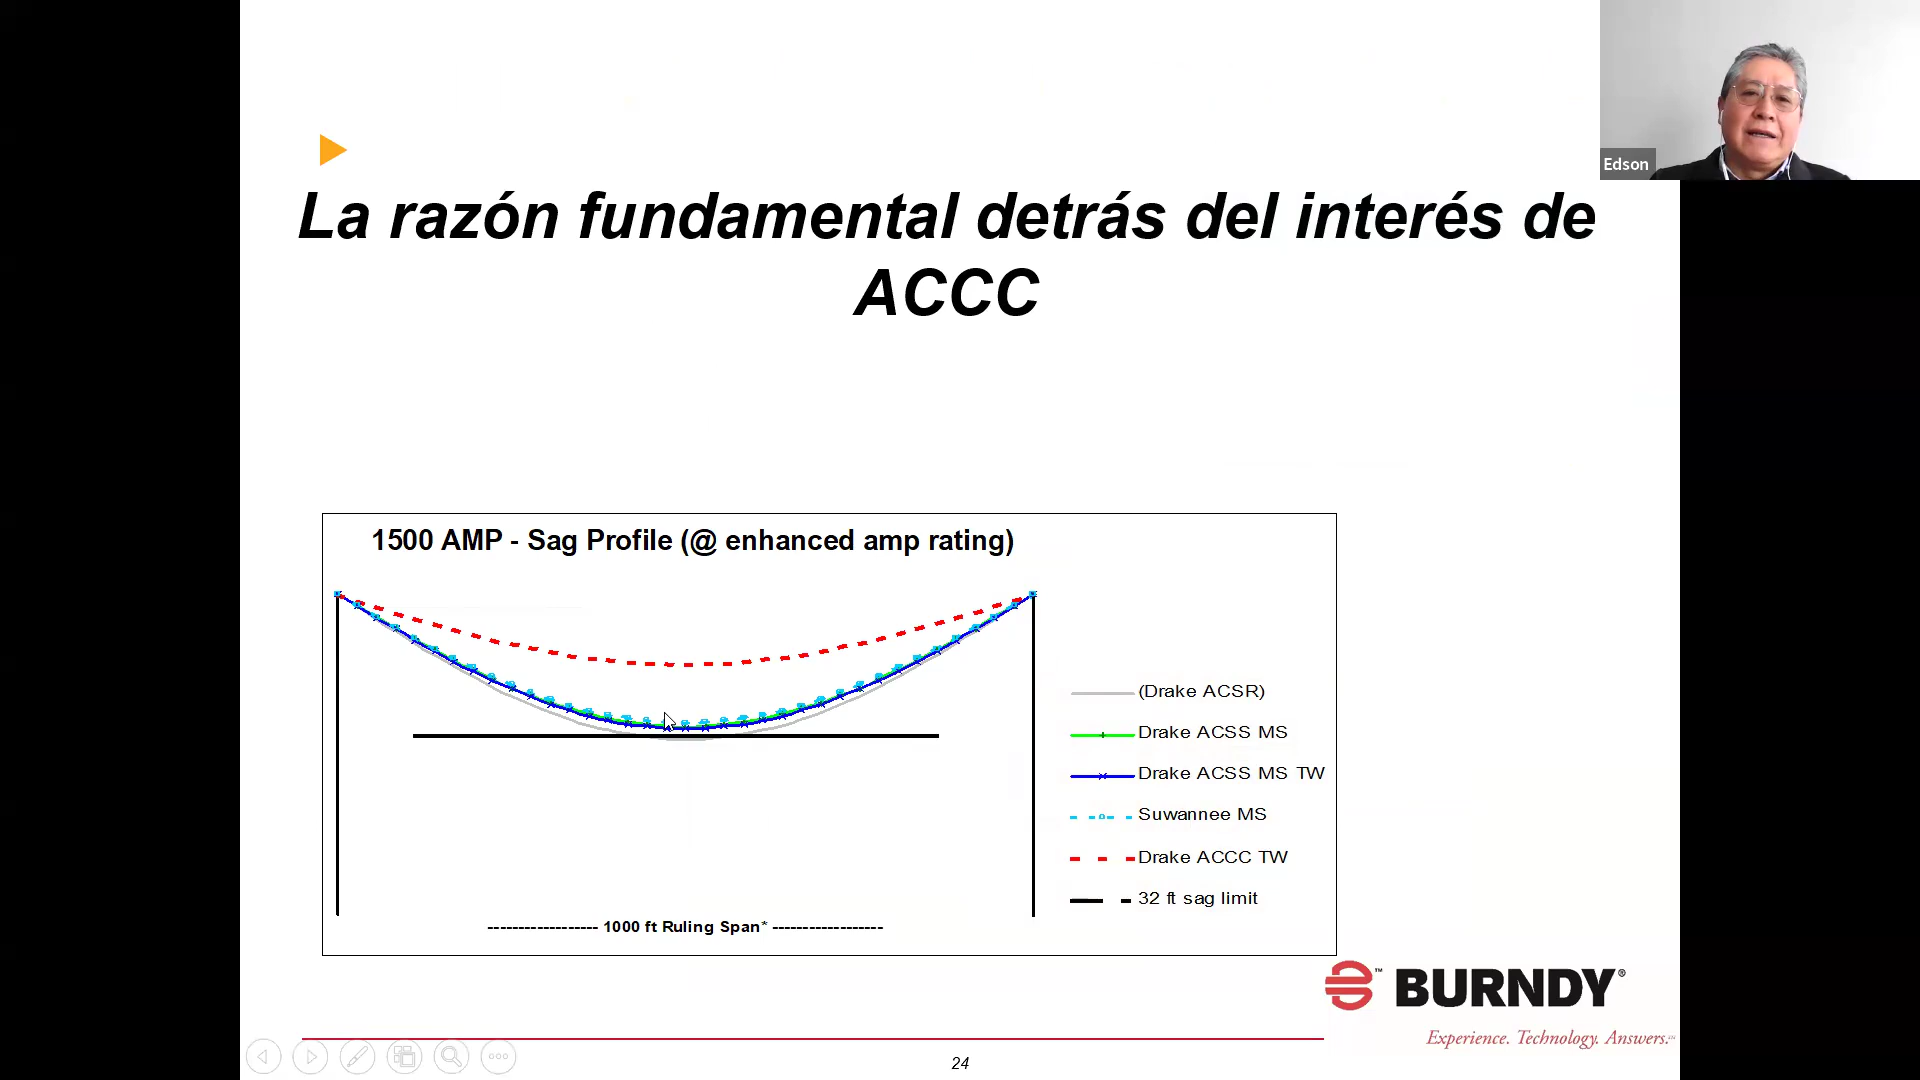 Edson
La razón fundamental detrás del interés de
ACCC
1500 AMP - Sag Profile (@ enhanced amp rating)
(Drake ACSR)
Drake ACSS MS
Drake ACSS MS TW
Suwannee MS
Drake ACCC TW
32 ft sag limit
------------------ 1000 ft Ruling Span* ------------------
BURNDY®
Experience. Technology. Answers.℠
24